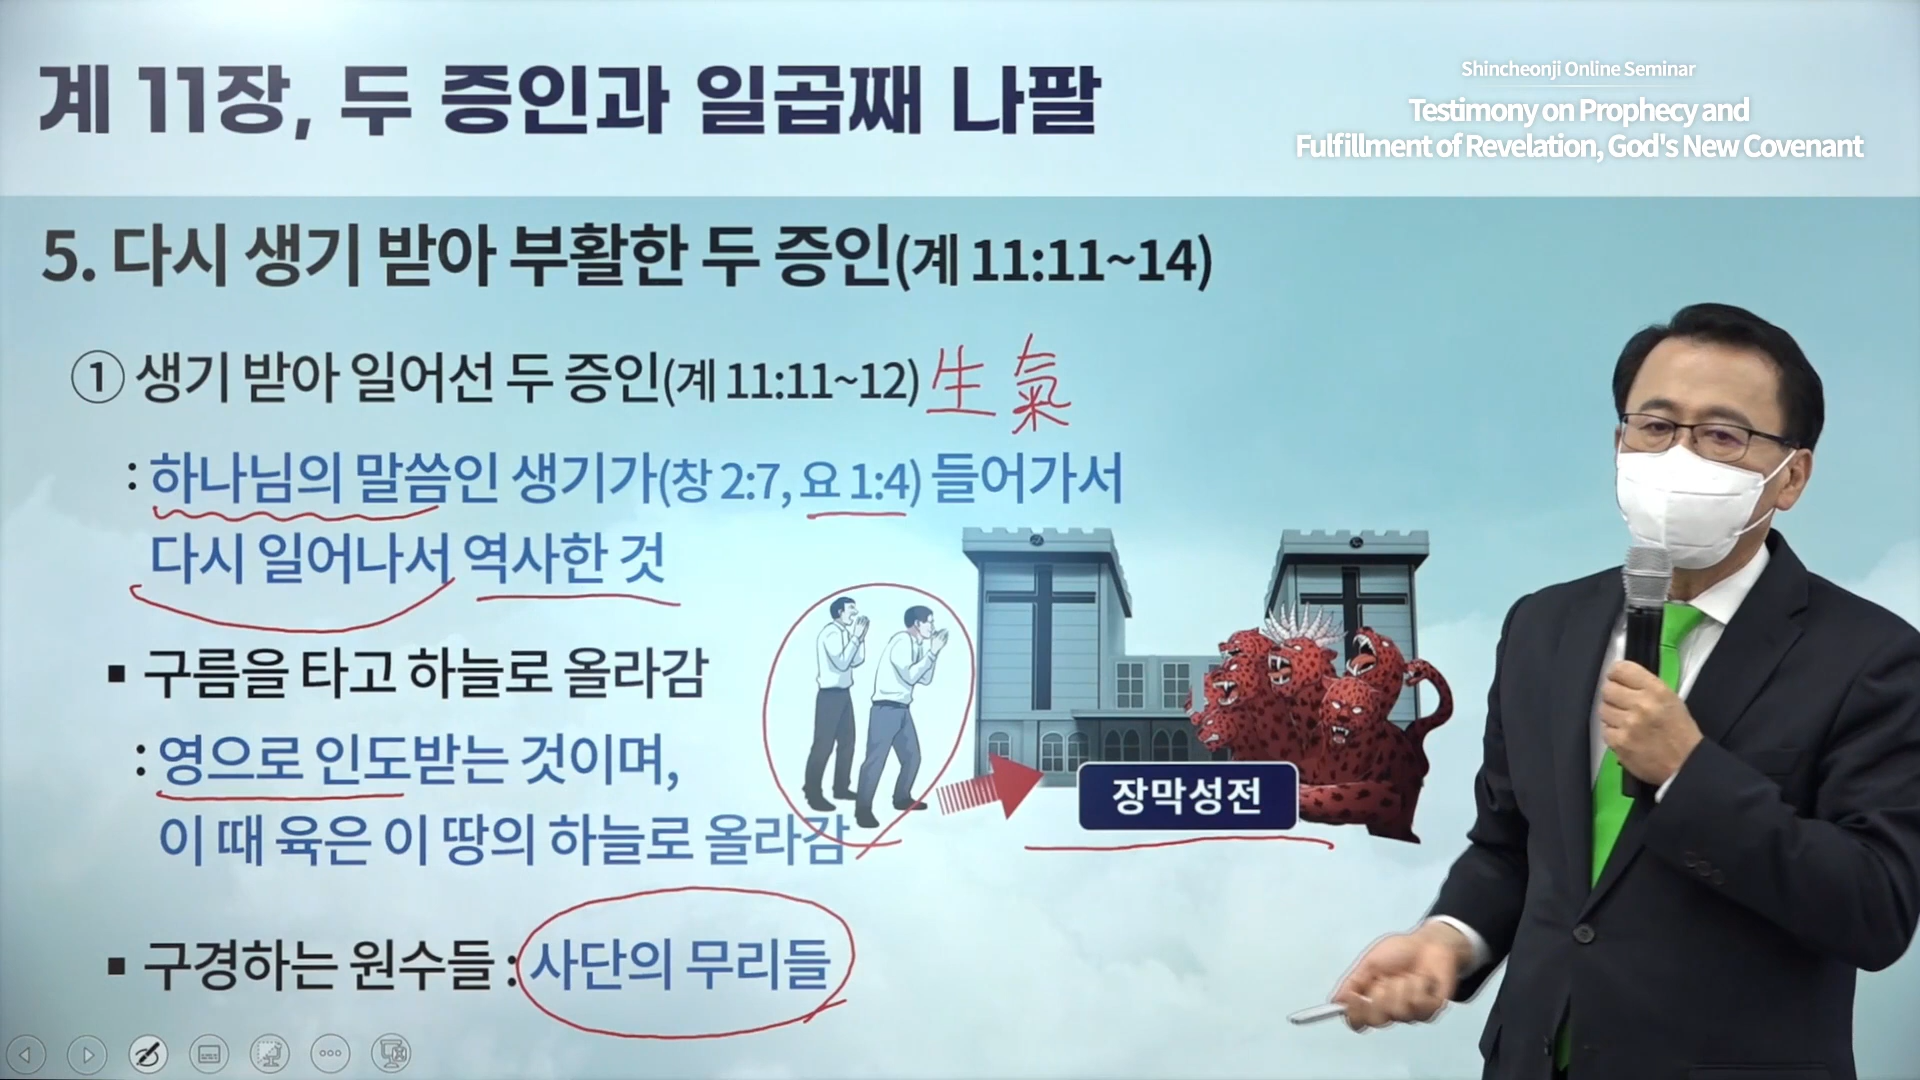 계 11장, 두 증인과 일곱째 나팔
Shincheonji Online Seminar
Testimony on Prophecy and
Fulfillment of Revelation, God's New Covenant
5. 다시 생기 받아 부활한 두 증인(계 11:11~14)
① 생기 받아 일어선 두 증인(계 11:11~12) 生氣
: 하나님의 말씀인 생기가(창 2:7, 요 1:4) 들어가서
다시 일어나서 역사한 것
▪ 구름을 타고 하늘로 올라감
: 영으로 인도받는 것이며,
이 때 육은 이 땅의 하늘로 올라감
장막성전
▪ 구경하는 원수들 : 사단의 무리들